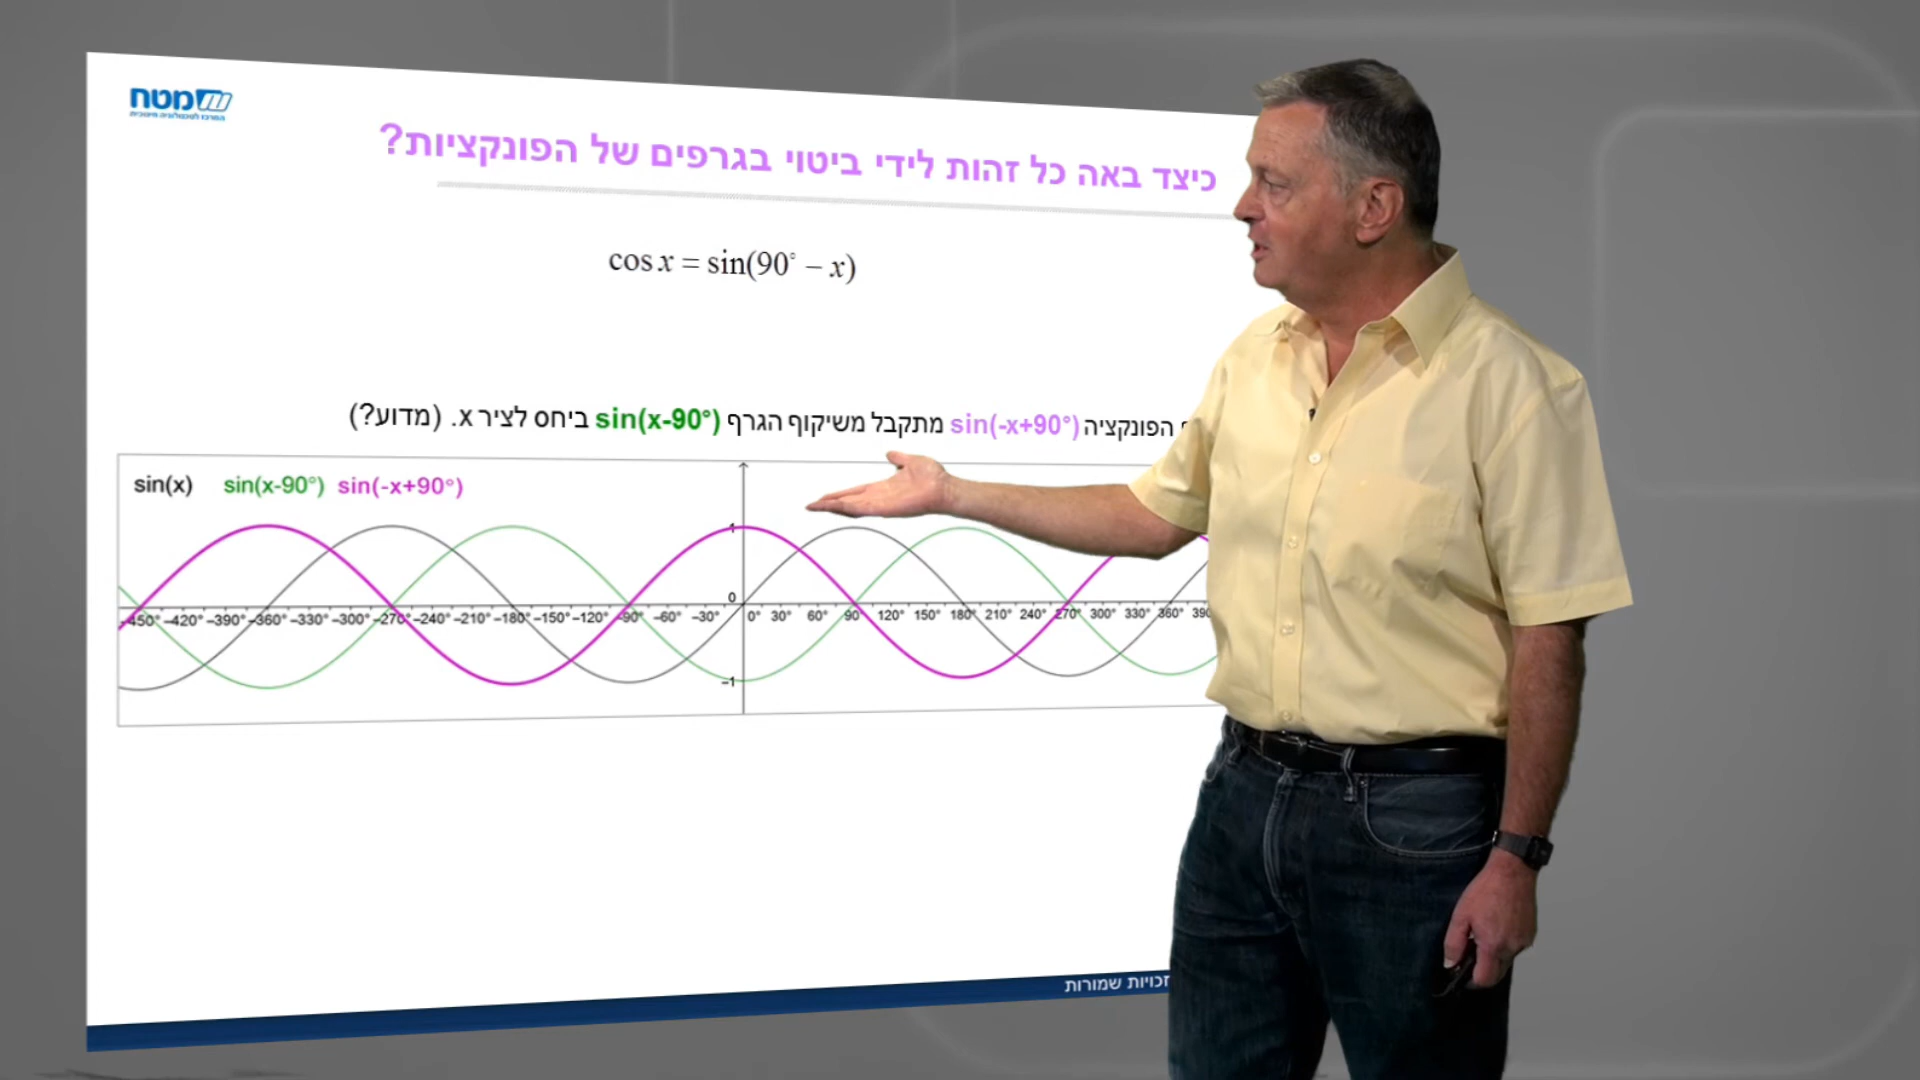 מטח
המרכז לטכנולוגיה חינוכית
כיצד באה כל זהות לידי ביטוי בגרפים של הפונקציות?
cos x = sin(90° − x)
הפונקציה sin(-x+90°) מתקבל משיקוף הגרף sin(x-90°) ביחס לציר x. (מדוע?)
sin(x) sin(x-90°) sin(-x+90°)
1
0
−450° −420° −390° −360° −330° −300° −270° −240° −210° −180° −150° −120° −90° −60° −30° 0° 30° 60° 90° 120° 150° 180° 210° 240° 270° 300° 330° 360° 390
−1
זכויות שמורות